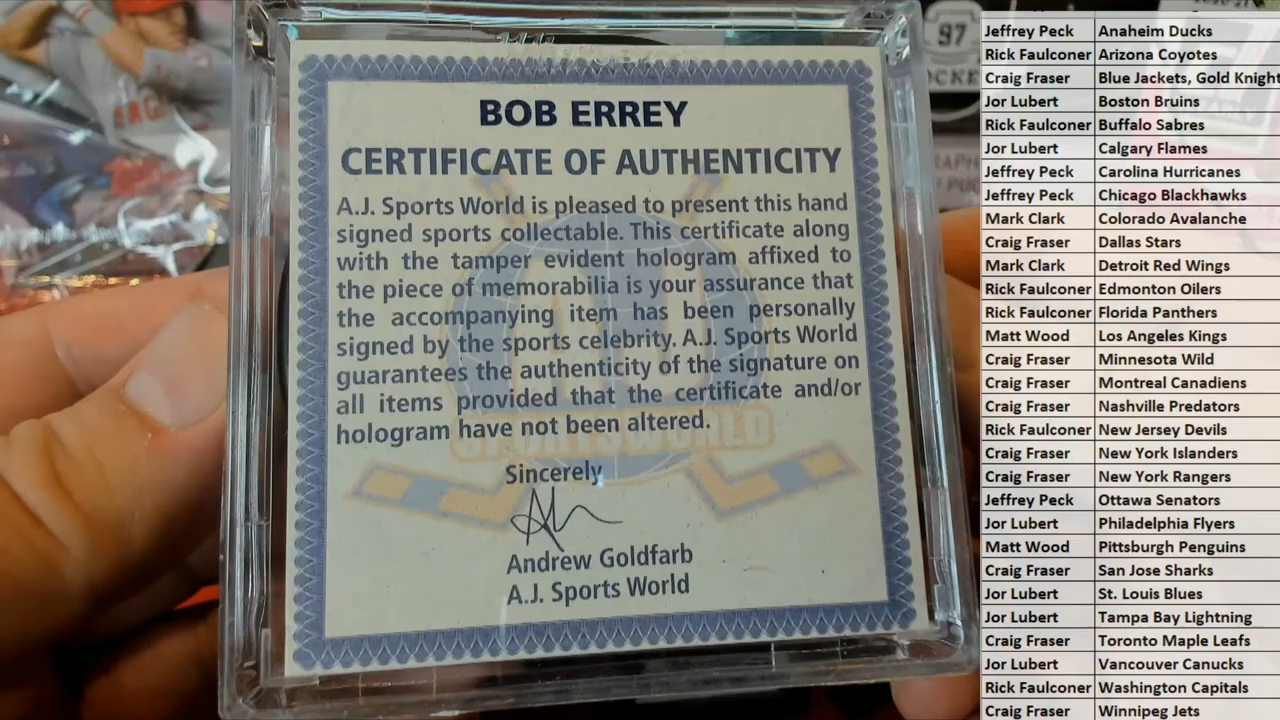 BOB ERREY
CERTIFICATE OF AUTHENTICITY
A.J. Sports World is pleased to present this hand
signed sports collectable. This certificate along
with the tamper evident hologram affixed to
the piece of memorabilia is your assurance that
the accompanying item has been personally
signed by the sports celebrity. A.J. Sports World
guarantees the authenticity of the signature on
all items provided that the certificate and/or
hologram have not been altered.
SPORTSWORLD
Sincerely
Andrew Goldfarb
A.J. Sports World
97
Jeffrey Peck Anaheim Ducks
Rick Faulconer Arizona Coyotes
Craig Fraser Blue Jackets, Gold Knight
Jor Lubert Boston Bruins
Rick Faulconer Buffalo Sabres
Jor Lubert Calgary Flames
Jeffrey Peck Carolina Hurricanes
Jeffrey Peck Chicago Blackhawks
Mark Clark Colorado Avalanche
Craig Fraser Dallas Stars
Mark Clark Detroit Red Wings
Rick Faulconer Edmonton Oilers
Rick Faulconer Florida Panthers
Matt Wood Los Angeles Kings
Craig Fraser Minnesota Wild
Craig Fraser Montreal Canadiens
Craig Fraser Nashville Predators
Rick Faulconer New Jersey Devils
Craig Fraser New York Islanders
Craig Fraser New York Rangers
Jeffrey Peck Ottawa Senators
Jor Lubert Philadelphia Flyers
Matt Wood Pittsburgh Penguins
Craig Fraser San Jose Sharks
Jor Lubert St. Louis Blues
Jor Lubert Tampa Bay Lightning
Craig Fraser Toronto Maple Leafs
Jor Lubert Vancouver Canucks
Rick Faulconer Washington Capitals
Craig Fraser Winnipeg Jets